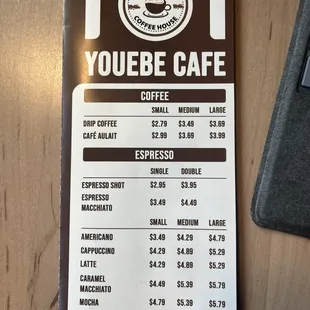 COFFEE HOUSE
YOUEBE CAFE
COFFEE
SMALL MEDIUM LARGE
DRIP COFFEE $2.79 $3.49 $3.69
CAFÉ AULAIT $2.99 $3.69 $3.99
ESPRESSO
SINGLE DOUBLE
ESPRESSO SHOT $2.95 $3.95
ESPRESSO
MACCHIATO $3.49 $4.49
SMALL MEDIUM LARGE
AMERICANO $3.49 $4.29 $4.79
CAPPUCCINO $4.29 $4.89 $5.29
LATTE $4.29 $4.89 $5.29
CARAMEL
MACCHIATO $4.49 $5.39 $5.79
MOCHA $4.79 $5.39 $5.79